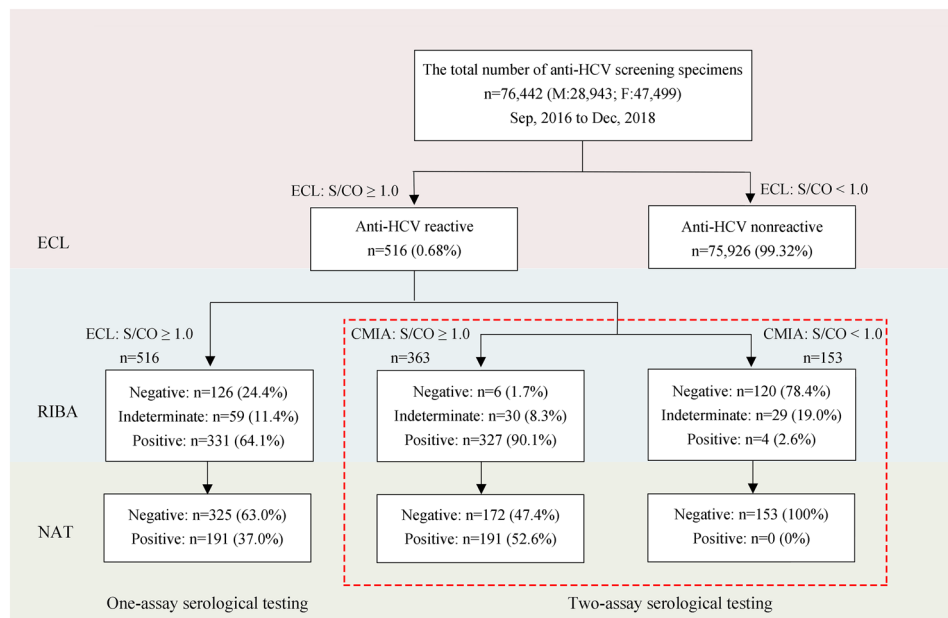 The total number of anti-HCV screening specimens
n=76,442 (M:28,943; F:47,499)
Sep, 2016 to Dec, 2018
ECL: S/CO ≥ 1.0
ECL: S/CO < 1.0
ECL
Anti-HCV reactive
n=516 (0.68%)
Anti-HCV nonreactive
n=75,926 (99.32%)
ECL: S/CO ≥ 1.0
n=516
CMIA: S/CO ≥ 1.0
n=363
CMIA: S/CO < 1.0
n=153
RIBA
Negative: n=126 (24.4%)
Indeterminate: n=59 (11.4%)
Positive: n=331 (64.1%)
Negative: n=6 (1.7%)
Indeterminate: n=30 (8.3%)
Positive: n=327 (90.1%)
Negative: n=120 (78.4%)
Indeterminate: n=29 (19.0%)
Positive: n=4 (2.6%)
NAT
Negative: n=325 (63.0%)
Positive: n=191 (37.0%)
Negative: n=172 (47.4%)
Positive: n=191 (52.6%)
Negative: n=153 (100%)
Positive: n=0 (0%)
One-assay serological testing
Two-assay serological testing